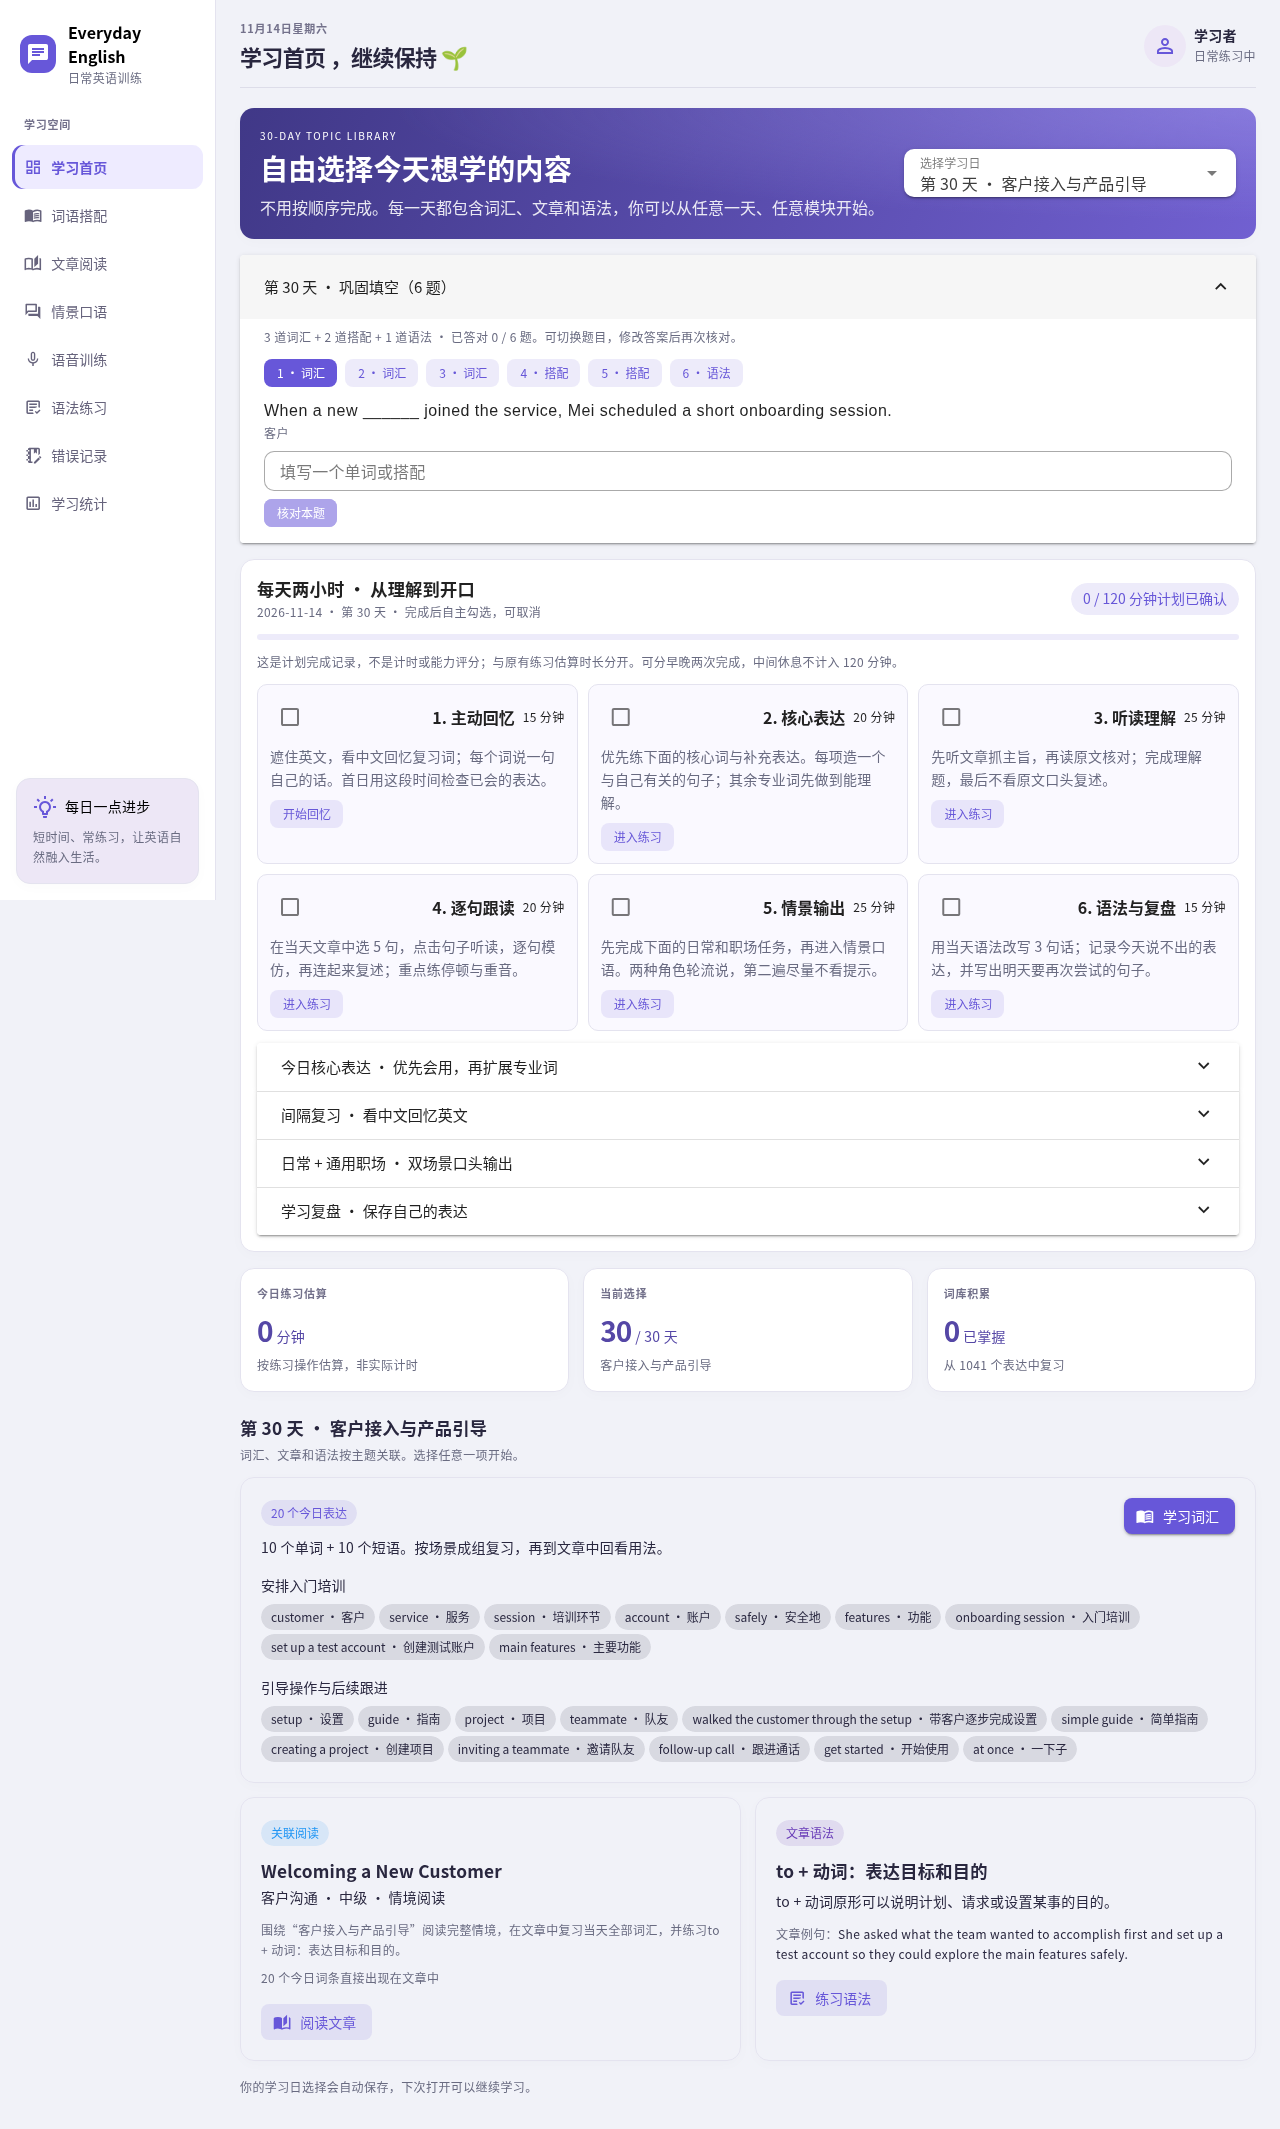 Everyday
English
日常英语训练
学习空间
学习首页
词语搭配
文章阅读
情景口语
语音训练
语法练习
错误记录
学习统计
每日一点进步
短时间、常练习，让英语自
然融入生活。
11月14日星期六
学习首页 ，继续保持 🌱
学习者
日常练习中
30-DAY TOPIC LIBRARY
自由选择今天想学的内容
不用按顺序完成。每一天都包含词汇、文章和语法，你可以从任意一天、任意模块开始。
选择学习日
第 30 天 · 客户接入与产品引导
第 30 天 · 巩固填空（6 题）
3 道词汇 + 2 道搭配 + 1 道语法 · 已答对 0 / 6 题。可切换题目，修改答案后再次核对。
1 · 词汇
2 · 词汇
3 · 词汇
4 · 搭配
5 · 搭配
6 · 语法
When a new ______ joined the service, Mei scheduled a short onboarding session.
客户
填写一个单词或搭配
核对本题
每天两小时 · 从理解到开口
2026-11-14 · 第 30 天 · 完成后自主勾选，可取消
0 / 120 分钟计划已确认
这是计划完成记录，不是计时或能力评分；与原有练习估算时长分开。可分早晚两次完成，中间休息不计入 120 分钟。
1. 主动回忆 15 分钟
遮住英文，看中文回忆复习词；每个词说一句
自己的话。首日用这段时间检查已会的表达。
开始回忆
2. 核心表达 20 分钟
优先练下面的核心词与补充表达。每项造一个
与自己有关的句子；其余专业词先做到能理
解。
进入练习
3. 听读理解 25 分钟
先听文章抓主旨，再读原文核对；完成理解
题，最后不看原文口头复述。
进入练习
4. 逐句跟读 20 分钟
在当天文章中选 5 句，点击句子听读，逐句模
仿，再连起来复述；重点练停顿与重音。
进入练习
5. 情景输出 25 分钟
先完成下面的日常和职场任务，再进入情景口
语。两种角色轮流说，第二遍尽量不看提示。
进入练习
6. 语法与复盘 15 分钟
用当天语法改写 3 句话；记录今天说不出的表
达，并写出明天要再次尝试的句子。
进入练习
今日核心表达 · 优先会用，再扩展专业词
间隔复习 · 看中文回忆英文
日常 + 通用职场 · 双场景口头输出
学习复盘 · 保存自己的表达
今日练习估算
0 分钟
按练习操作估算，非实际计时
当前选择
30 / 30 天
客户接入与产品引导
词库积累
0 已掌握
从 1041 个表达中复习
第 30 天 · 客户接入与产品引导
词汇、文章和语法按主题关联。选择任意一项开始。
20 个今日表达
学习词汇
10 个单词 + 10 个短语。按场景成组复习，再到文章中回看用法。
安排入门培训
customer · 客户
service · 服务
session · 培训环节
account · 账户
safely · 安全地
features · 功能
onboarding session · 入门培训
set up a test account · 创建测试账户
main features · 主要功能
引导操作与后续跟进
setup · 设置
guide · 指南
project · 项目
teammate · 队友
walked the customer through the setup · 带客户逐步完成设置
simple guide · 简单指南
creating a project · 创建项目
inviting a teammate · 邀请队友
follow-up call · 跟进通话
get started · 开始使用
at once · 一下子
关联阅读
Welcoming a New Customer
客户沟通 · 中级 · 情境阅读
围绕“客户接入与产品引导”阅读完整情境，在文章中复习当天全部词汇，并练习to
+ 动词：表达目标和目的。
20 个今日词条直接出现在文章中
阅读文章
文章语法
to + 动词：表达目标和目的
to + 动词原形可以说明计划、请求或设置某事的目的。
文章例句：She asked what the team wanted to accomplish first and set up a
test account so they could explore the main features safely.
练习语法
你的学习日选择会自动保存，下次打开可以继续学习。